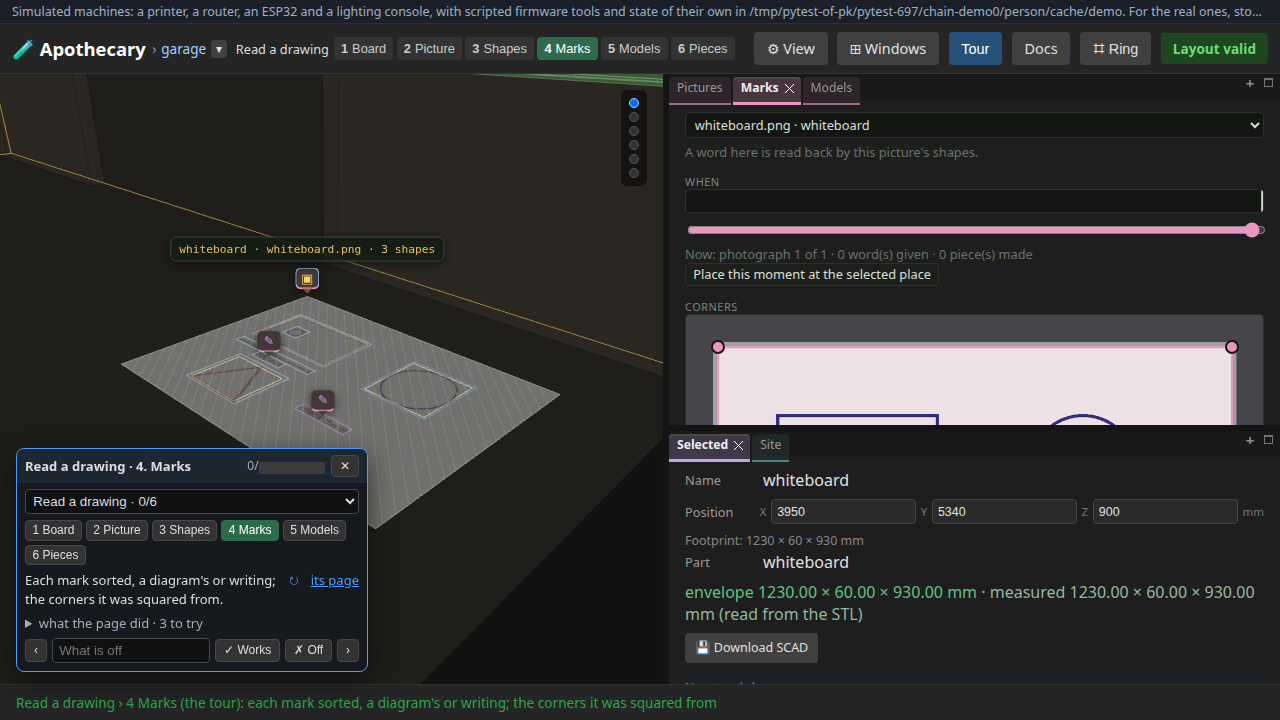 Simulated machines: a printer, a router, an ESP32 and a lighting console, with scripted firmware tools and state of their own in /tmp/pytest-of-pk/pytest-697/chain-demo0/person/cache/demo. For the real ones, sto…
Apothecary › garage ▾ Read drawing 1 Board 2 Picture 3 Shapes 4 Marks 5 Models 6 Pieces View Windows Tour Docs Ring Layout valid
Pictures Marks Models
whiteboard.png · whiteboard
A word here is read back by this picture's shapes.
WHEN
Now: photograph 1 of 1 · 0 word(s) given · 0 piece(s) made
Place this moment at the selected place
CORNERS
whiteboard · whiteboard.png · 3 shapes
Selected Site
Name whiteboard
Position X 3950 Y 5340 Z 900 mm
Footprint: 1230 × 60 × 930 mm
Part whiteboard
envelope 1230.00 × 60.00 × 930.00 mm · measured 1230.00 × 60.00 × 930.00
mm (read from the STL)
Download SCAD
Read a drawing · 4. Marks 0/
Read a drawing · 0/6
1 Board 2 Picture 3 Shapes 4 Marks 5 Models
6 Pieces
Each mark sorted, a diagram's or writing; its page
the corners it was squared from.
what the page did · 3 to try
What is off ✓ Works ✗ Off
Read a drawing › 4 Marks (the tour): each mark sorted, a diagram's or writing; the corners it was squared from